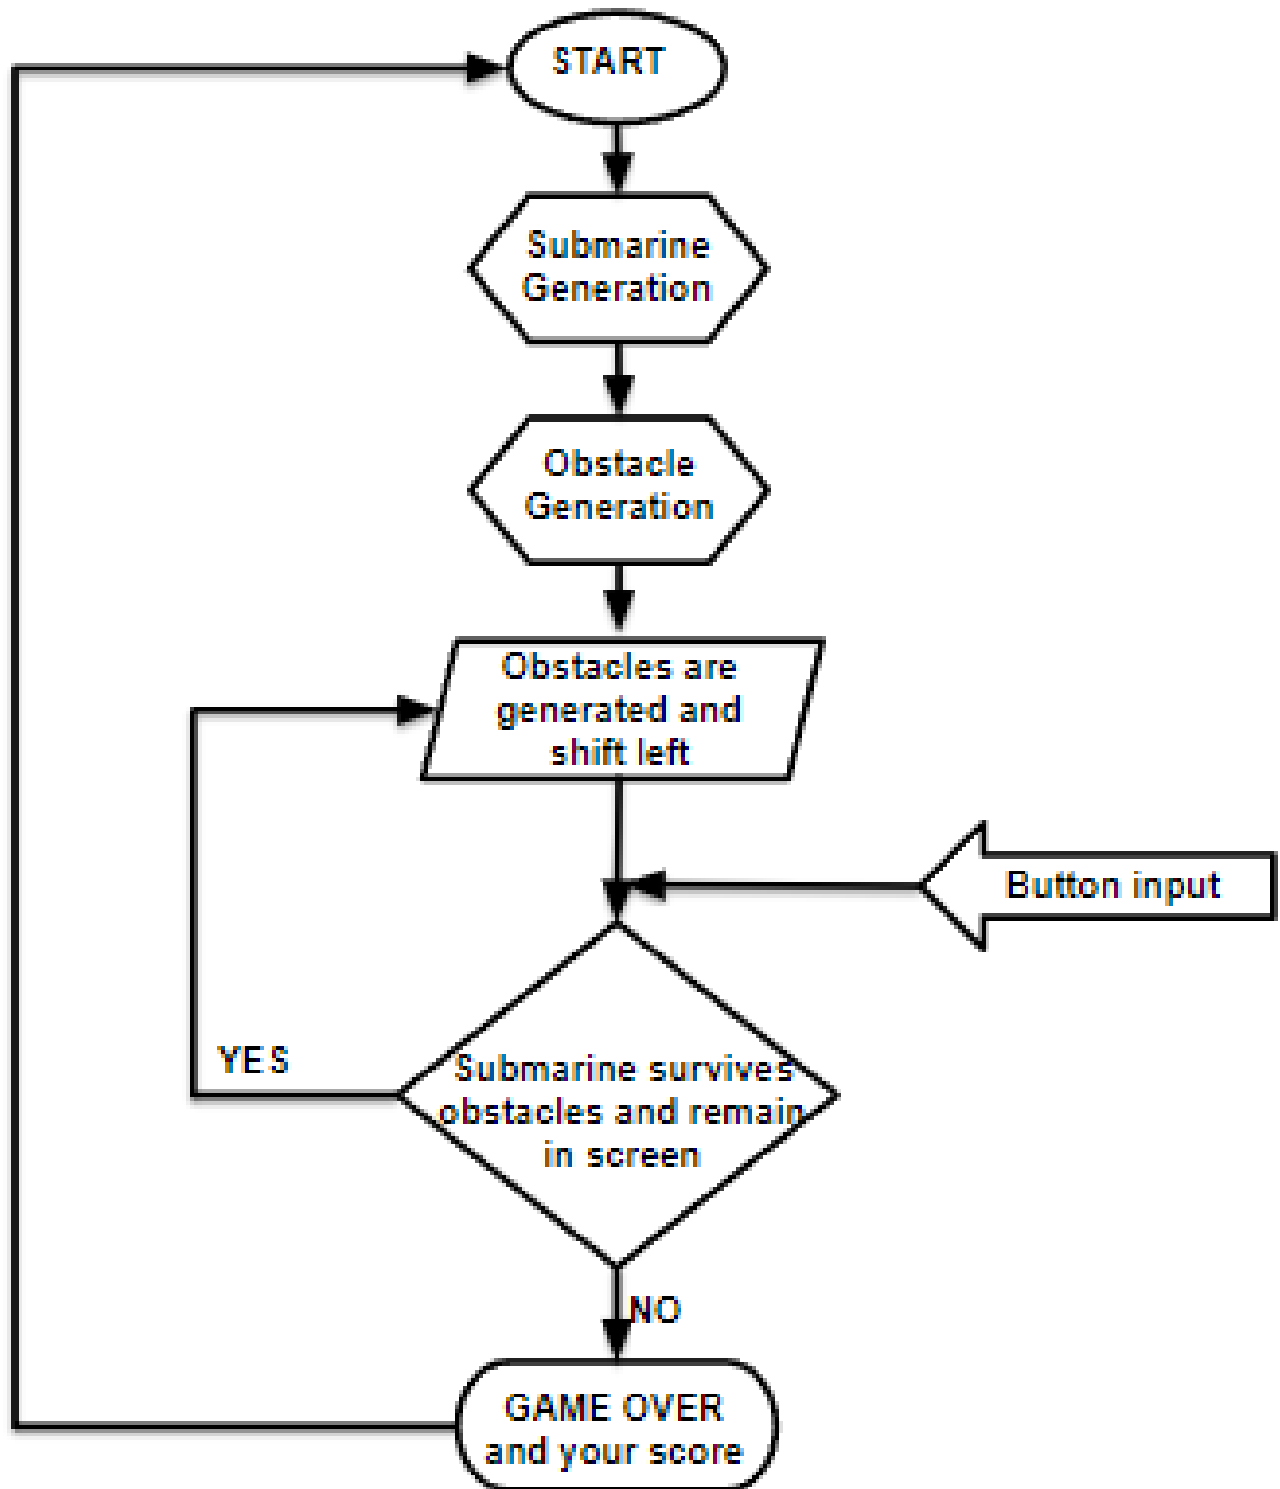 START
Submarine
Generation
Obstacle
Generation
Obstacles are
generated and
shift left
Button input
YES
Submarine survives
obstacles and remain
in screen
NO
GAME OVER
and your score